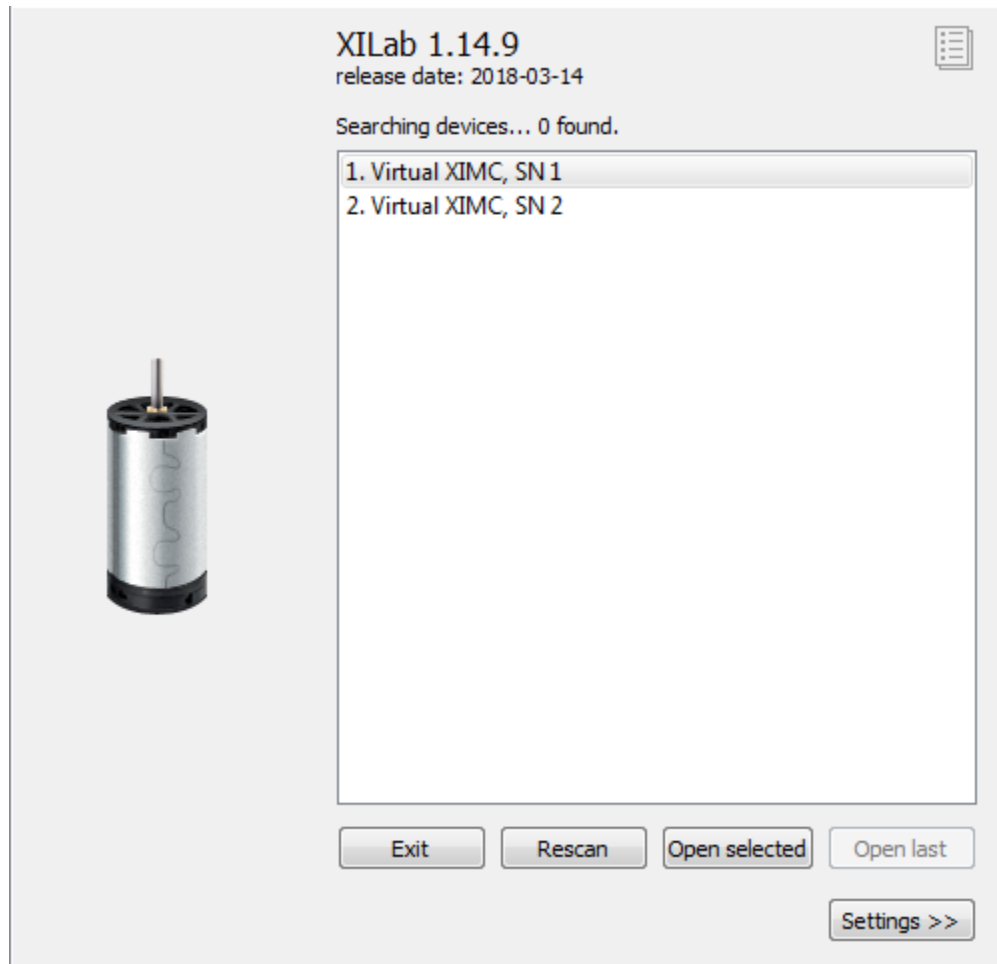 XILab 1.14.9
release date: 2018-03-14
Searching devices... 0 found.
1. Virtual XIMC, SN 1
2. Virtual XIMC, SN 2
Exit
Rescan
Open selected
Open last
Settings >>